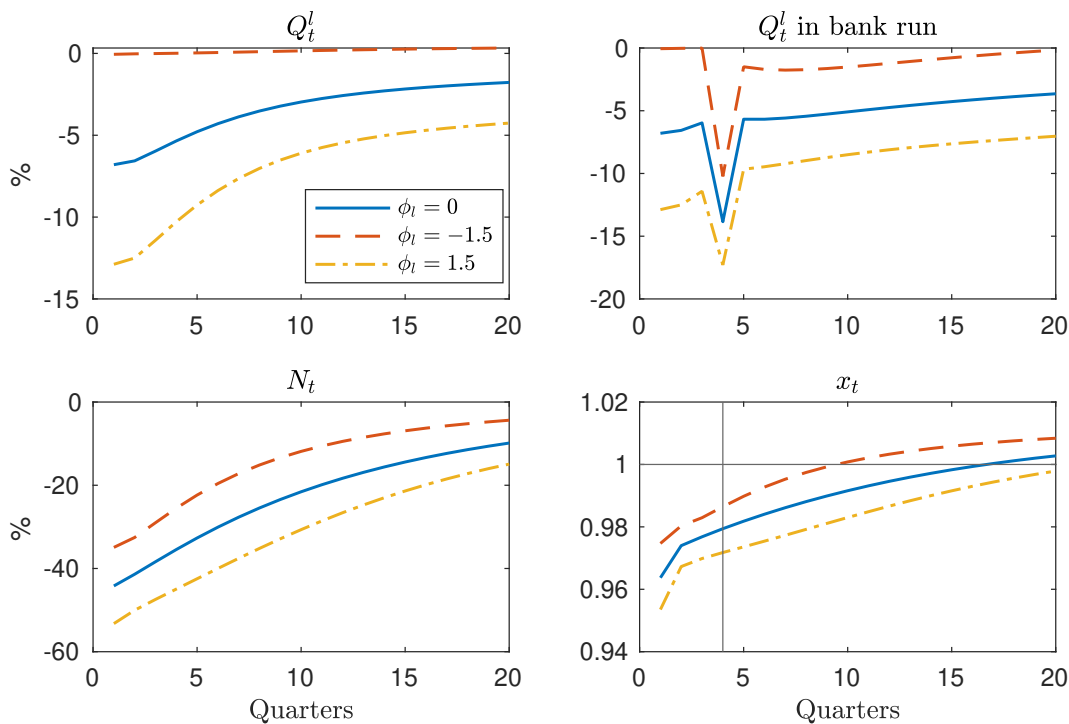 Q_t^l
Q_t^l in bank run
0
-5
-10
-15
%
ϕ_l = 0
ϕ_l = −1.5
ϕ_l = 1.5
0 5 10 15 20
0
-5
-10
-15
-20
0 5 10 15 20
N_t
x_t
0
-20
-40
-60
%
0 5 10 15 20
Quarters
1.02
1
0.98
0.96
0.94
0 5 10 15 20
Quarters